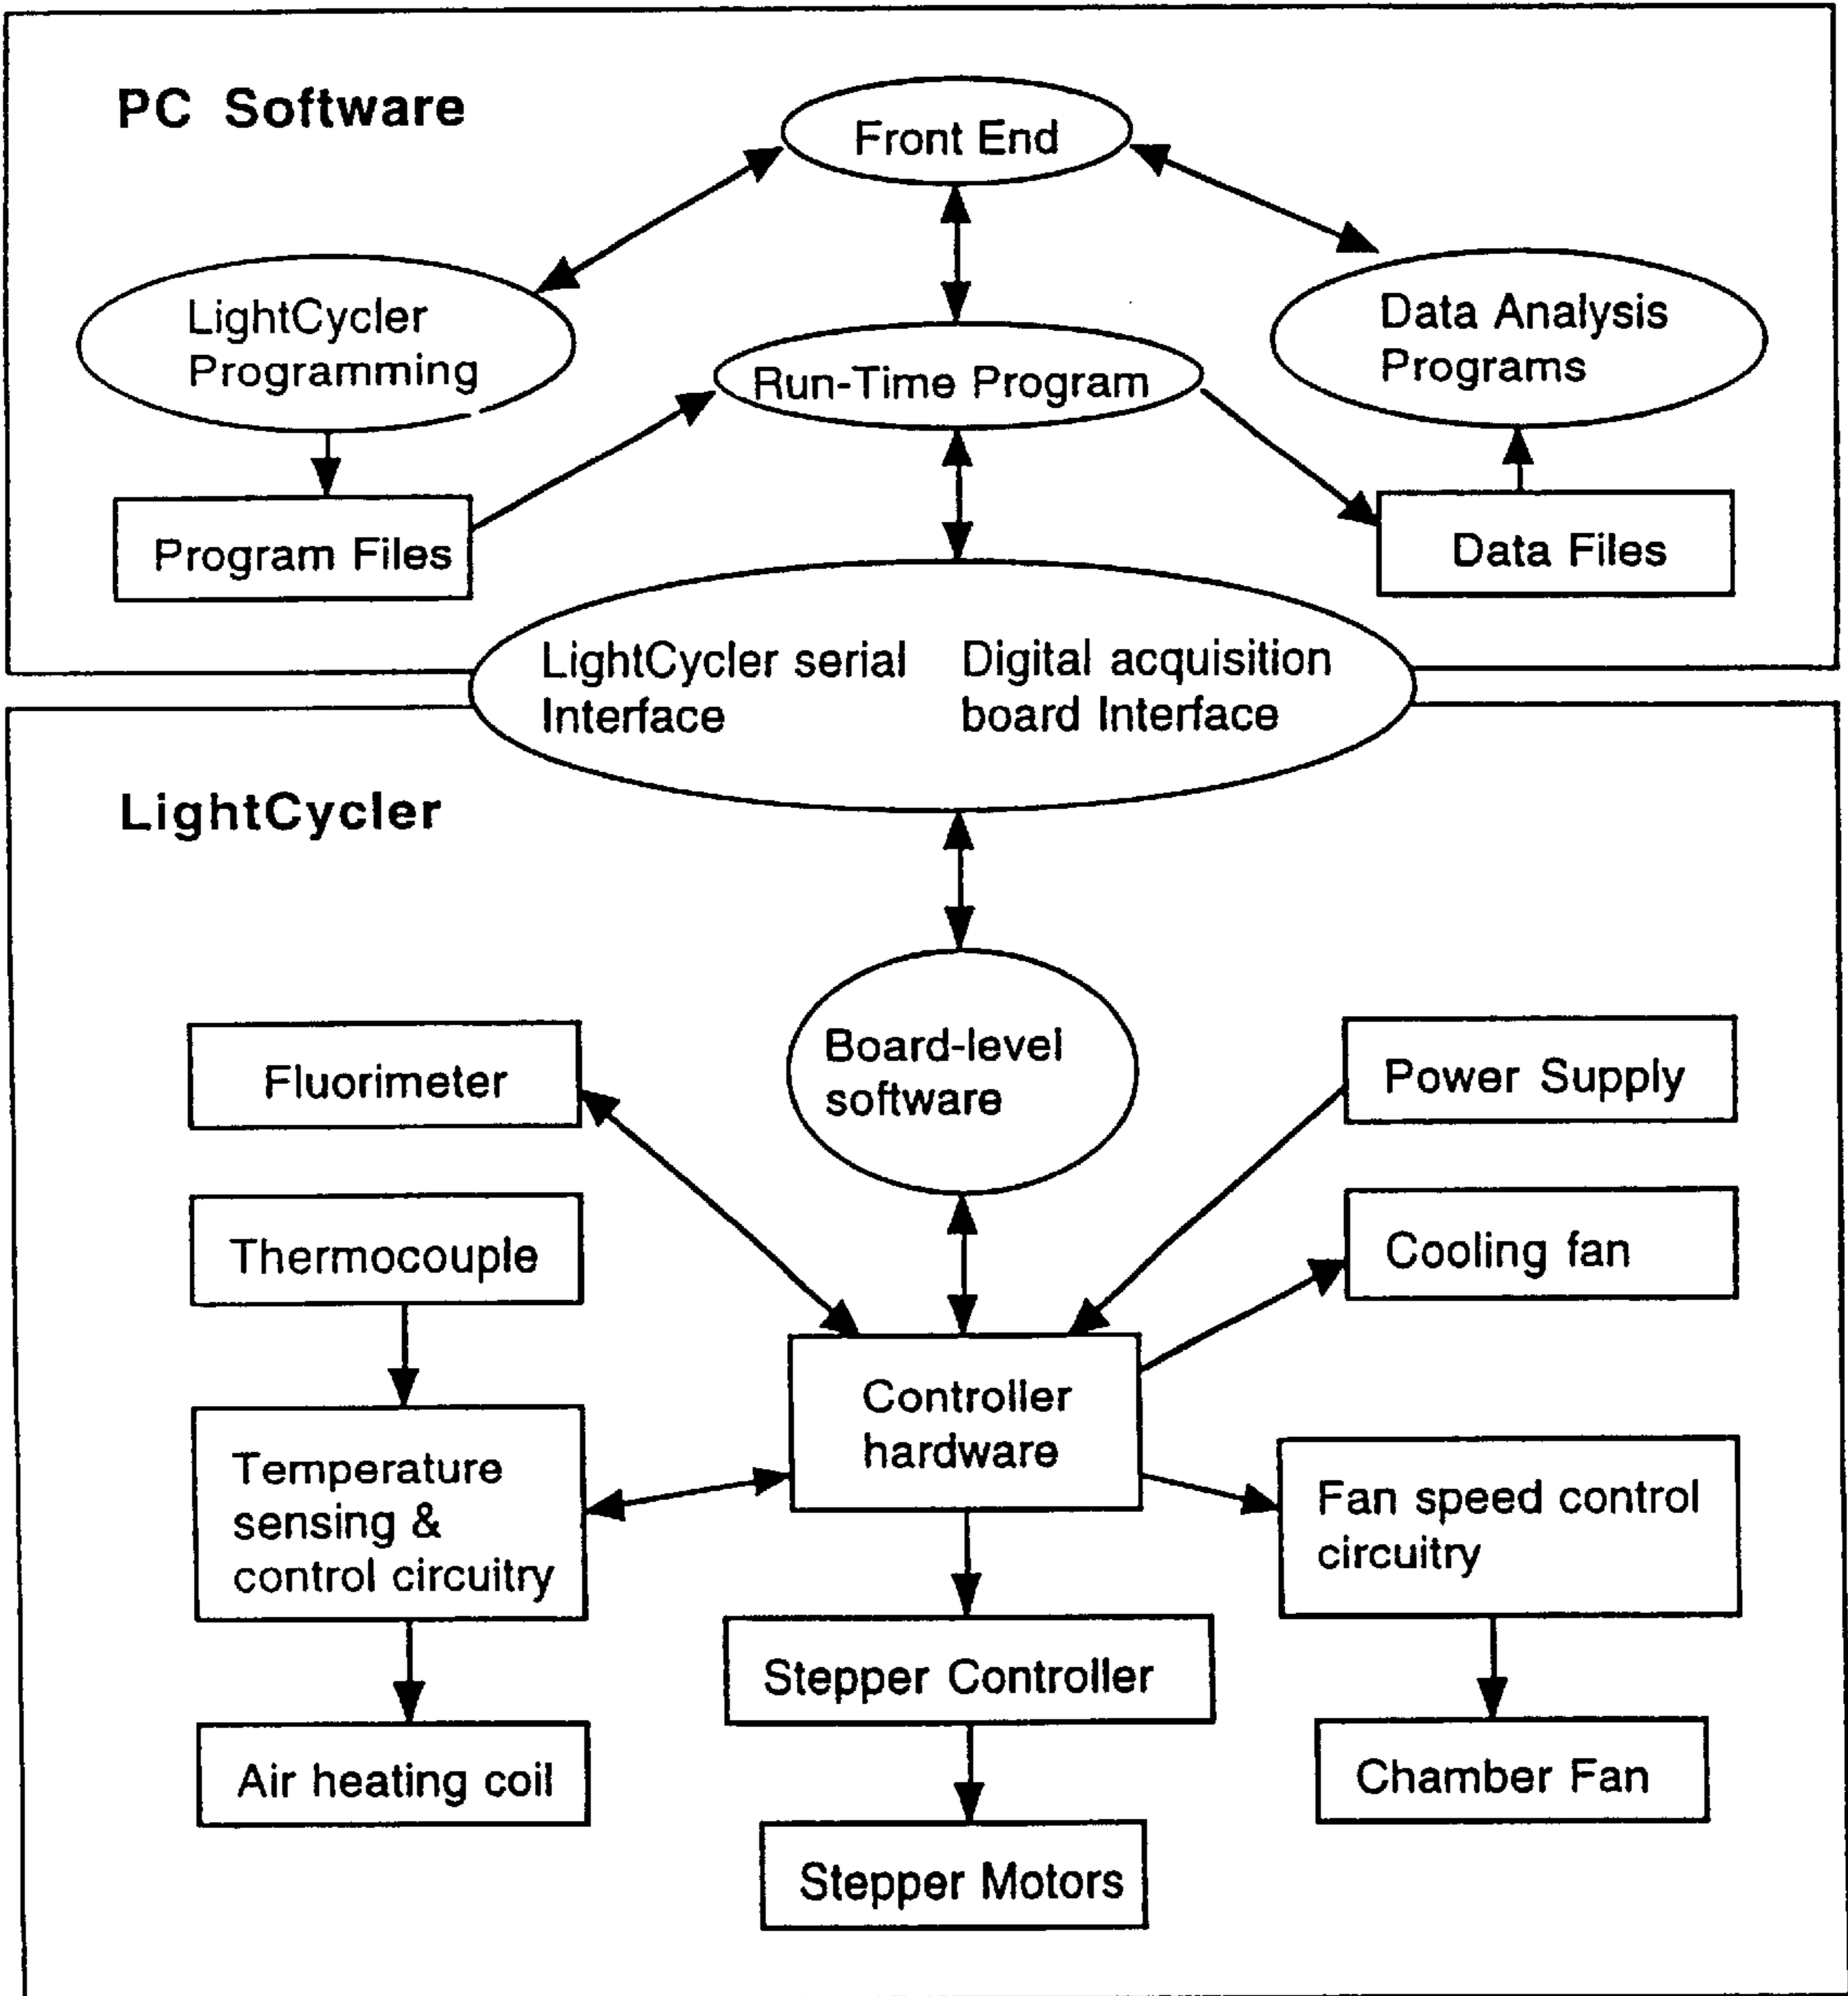 PC Software
Front End
LightCycler
Programming
Run-Time Program
Data Analysis
Programs
Program Files
Data Files
LightCycler serial
Interface
Digital acquisition
board Interface
LightCycler
Board-level
software
Fluorimeter
Power Supply
Thermocouple
Cooling fan
Controller
hardware
Temperature
sensing &
control circuitry
Fan speed control
circuitry
Stepper Controller
Air heating coil
Chamber Fan
Stepper Motors